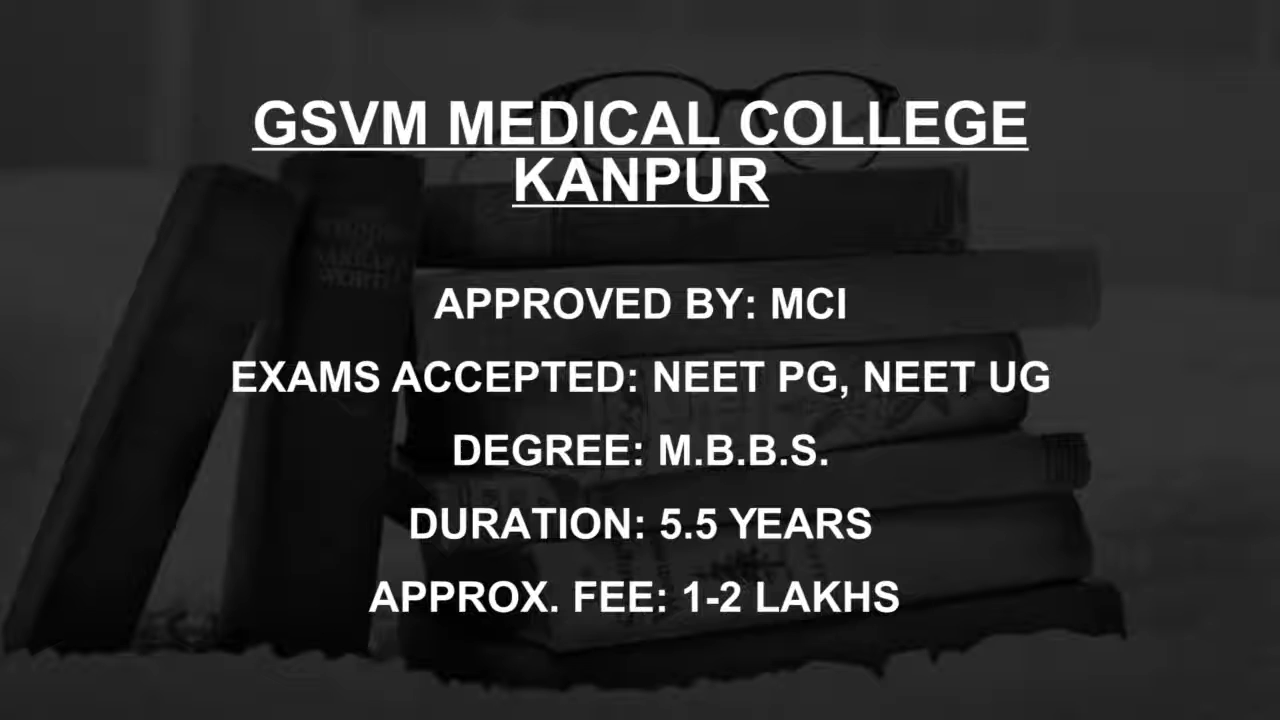 GSVM MEDICAL COLLEGE
KANPUR
APPROVED BY: MCI
EXAMS ACCEPTED: NEET PG, NEET UG
DEGREE: M.B.B.S.
DURATION: 5.5 YEARS
APPROX. FEE: 1-2 LAKHS